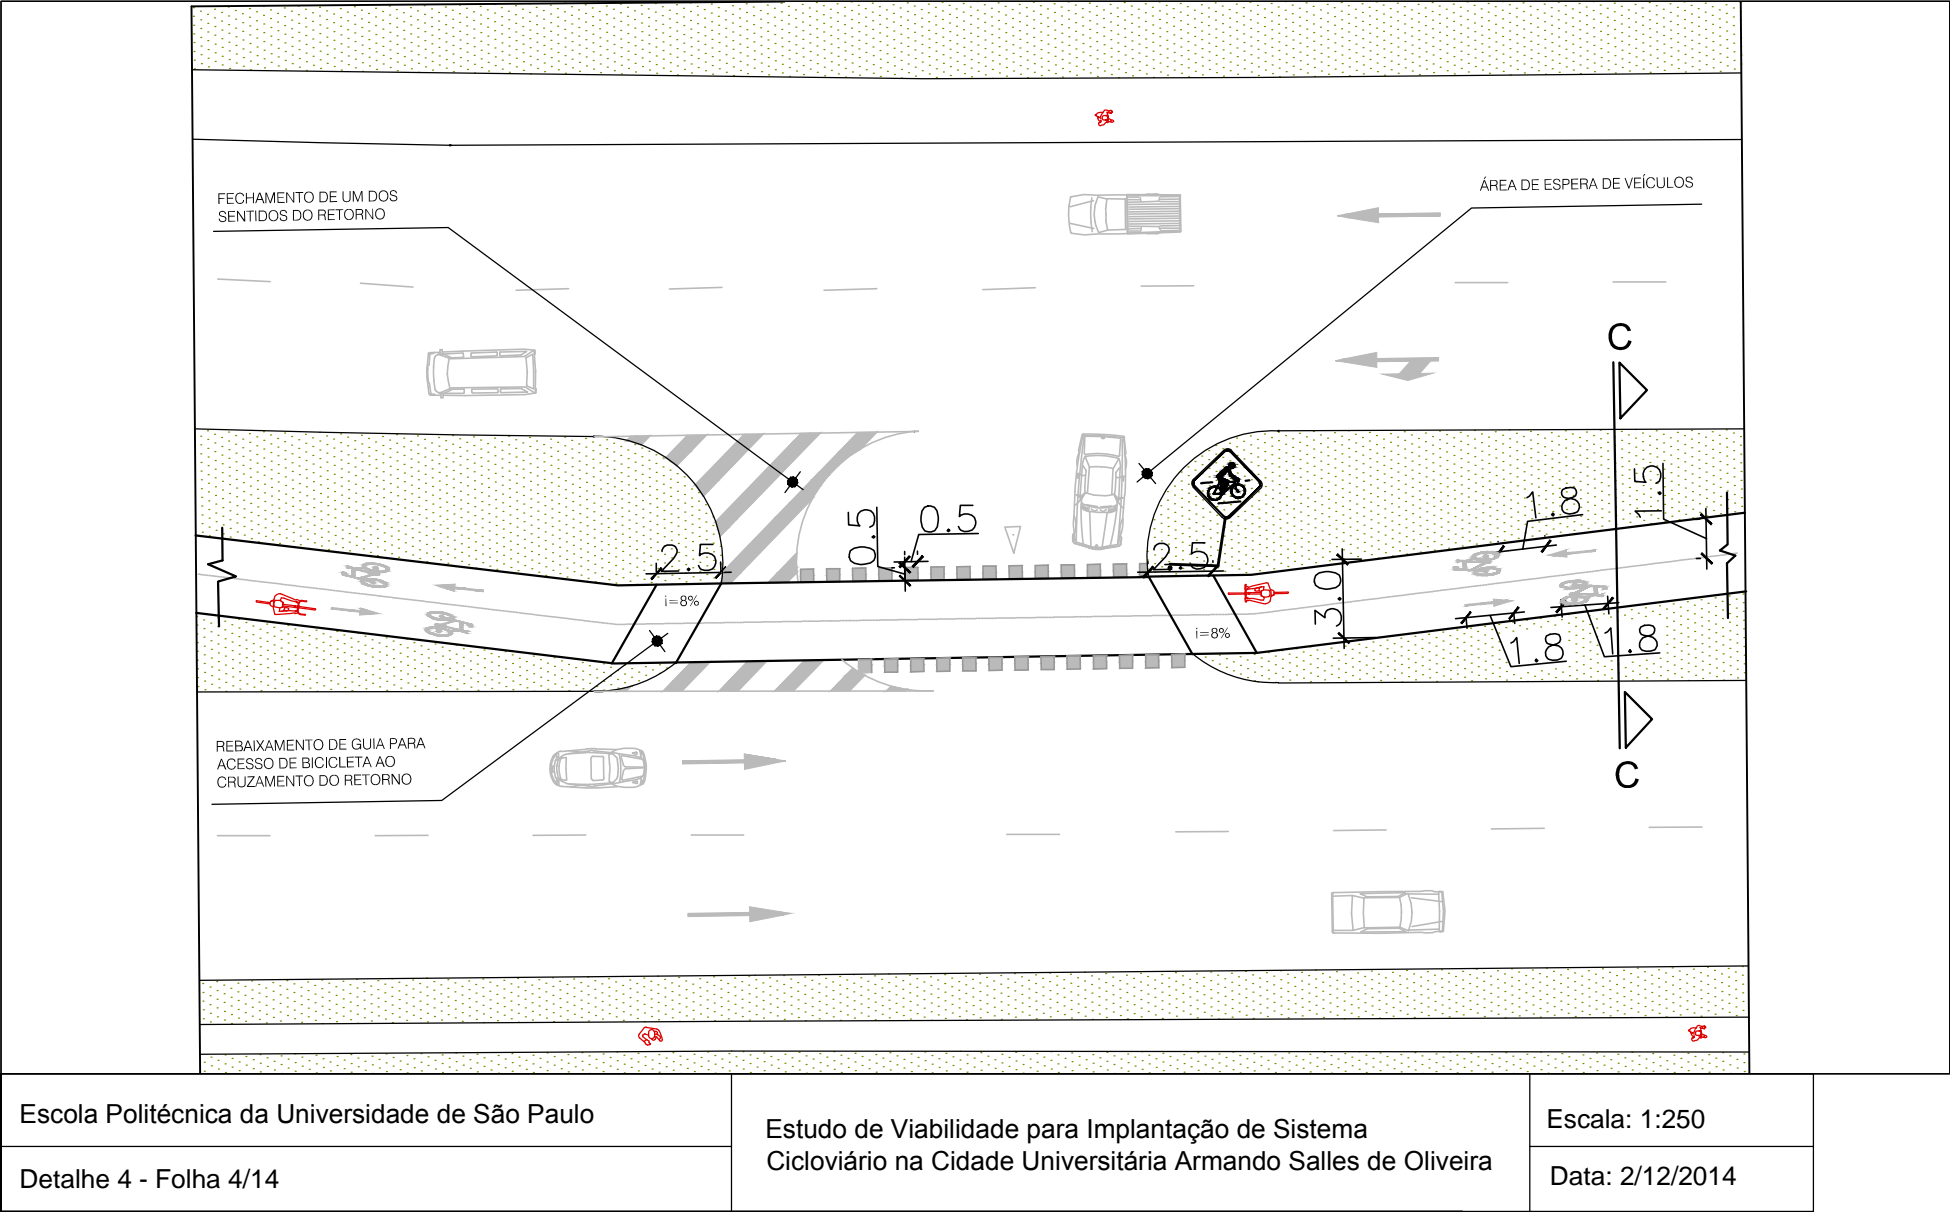 FECHAMENTO DE UM DOS
SENTIDOS DO RETORNO
ÁREA DE ESPERA DE VEÍCULOS
C
0.5
0.5
2.5
2.5
1.8
1.5
3.0
i=8%
i=8%
1.8
1.8
REBAIXAMENTO DE GUIA PARA
ACESSO DE BICICLETA AO
CRUZAMENTO DO RETORNO
C
Escola Politécnica da Universidade de São Paulo
Detalhe 4 - Folha 4/14
Estudo de Viabilidade para Implantação de Sistema
Cicloviário na Cidade Universitária Armando Salles de Oliveira
Escala: 1:250
Data: 2/12/2014